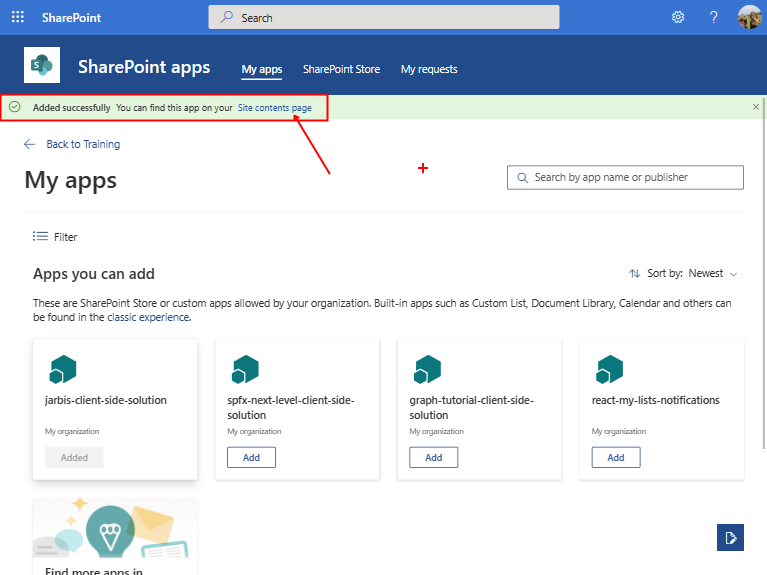 SharePoint
Search
?
S
SharePoint apps
My apps
SharePoint Store
My requests
Added successfully You can find this app on your Site contents page
Back to Training
My apps
Search by app name or publisher
Filter
Apps you can add
Sort by: Newest
These are SharePoint Store or custom apps allowed by your organization. Built-in apps such as Custom List, Document Library, Calendar and others can
be found in the classic experience.
jarbis-client-side-solution
My organization
Added
spfx-next-level-client-side-
solution
My organization
Add
graph-tutorial-client-side-
solution
My organization
Add
react-my-lists-notifications
My organization
Add
Find more apps in